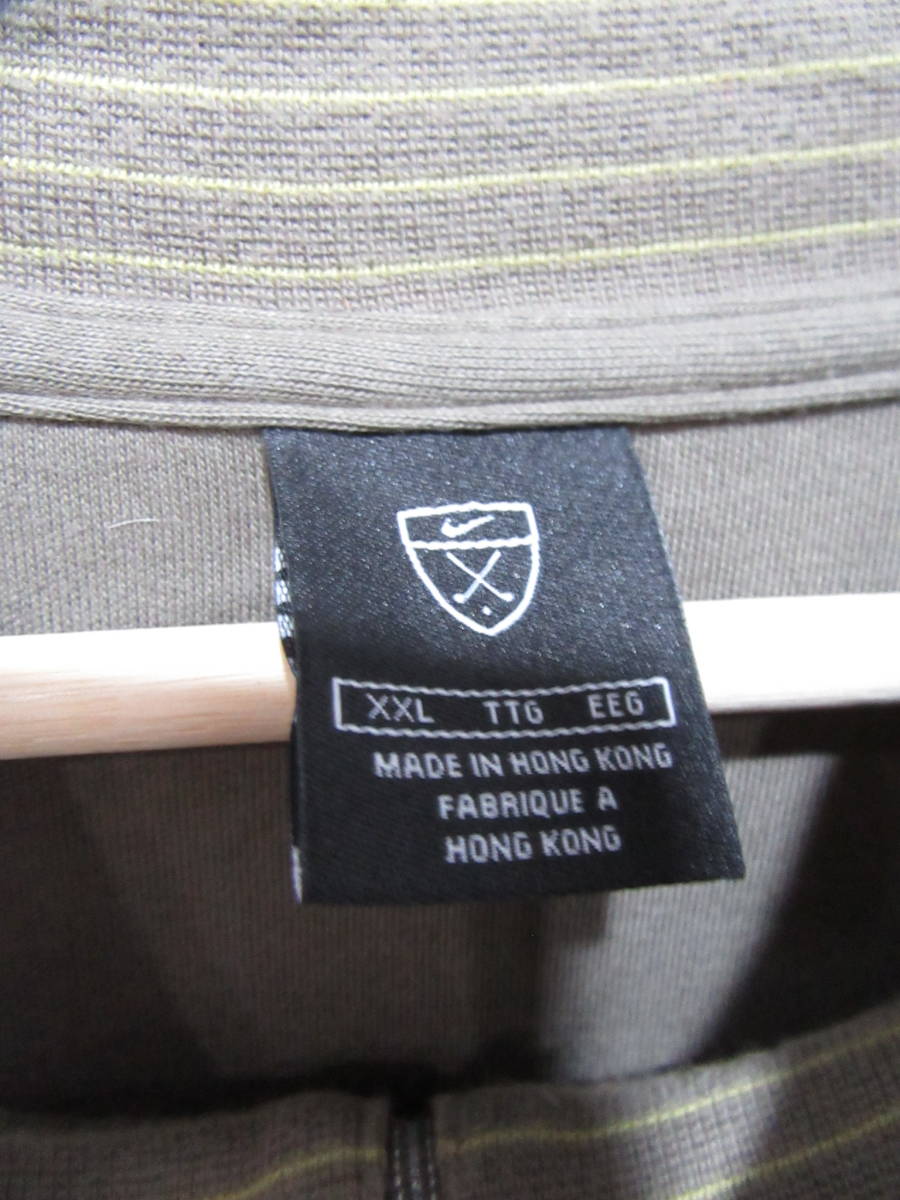 XXL TTG EEG
MADE IN HONG KONG
FABRIQUE A
HONG KONG